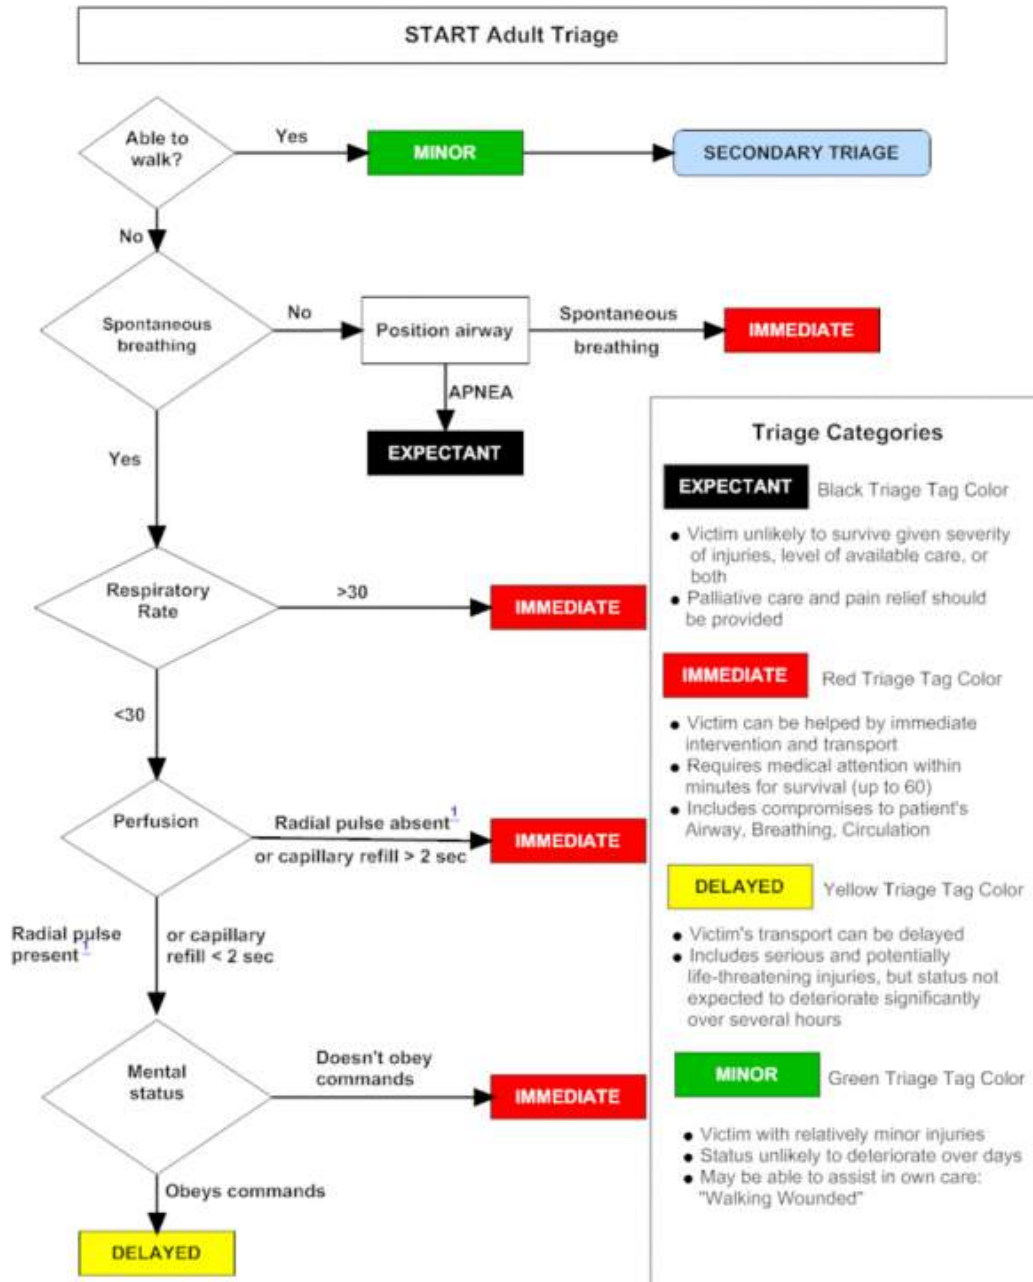 START Adult Triage
Able to
walk?
Yes
MINOR
SECONDARY TRIAGE
No
Spontaneous
breathing
No
Position airway
Spontaneous
breathing
IMMEDIATE
APNEA
EXPECTANT
Yes
Respiratory
Rate
>30
IMMEDIATE
<30
Perfusion
Radial pulse absent1
or capillary refill > 2 sec
IMMEDIATE
Radial pulse
present1
or capillary
refill < 2 sec
Mental
status
Doesn't obey
commands
IMMEDIATE
Obeys commands
DELAYED
Triage Categories
EXPECTANT Black Triage Tag Color
● Victim unlikely to survive given severity
of injuries, level of available care, or
both
● Palliative care and pain relief should
be provided
IMMEDIATE Red Triage Tag Color
● Victim can be helped by immediate
intervention and transport
● Requires medical attention within
minutes for survival (up to 60)
● Includes compromises to patient's
Airway, Breathing, Circulation
DELAYED Yellow Triage Tag Color
● Victim's transport can be delayed
● Includes serious and potentially
life-threatening injuries, but status not
expected to deteriorate significantly
over several hours
MINOR Green Triage Tag Color
● Victim with relatively minor injuries
● Status unlikely to deteriorate over days
● May be able to assist in own care:
"Walking Wounded"